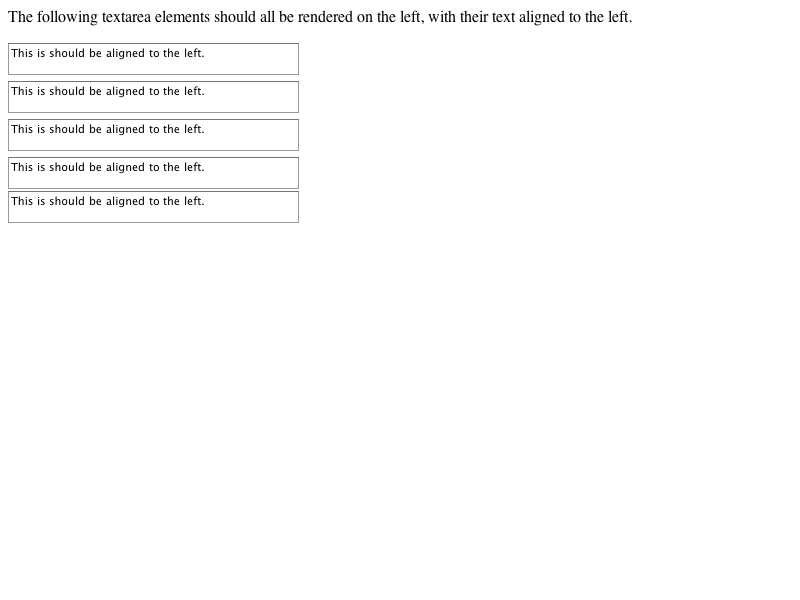 The following textarea elements should all be rendered on the left, with their text aligned to the left.
This is should be aligned to the left.
This is should be aligned to the left.
This is should be aligned to the left.
This is should be aligned to the left.
This is should be aligned to the left.